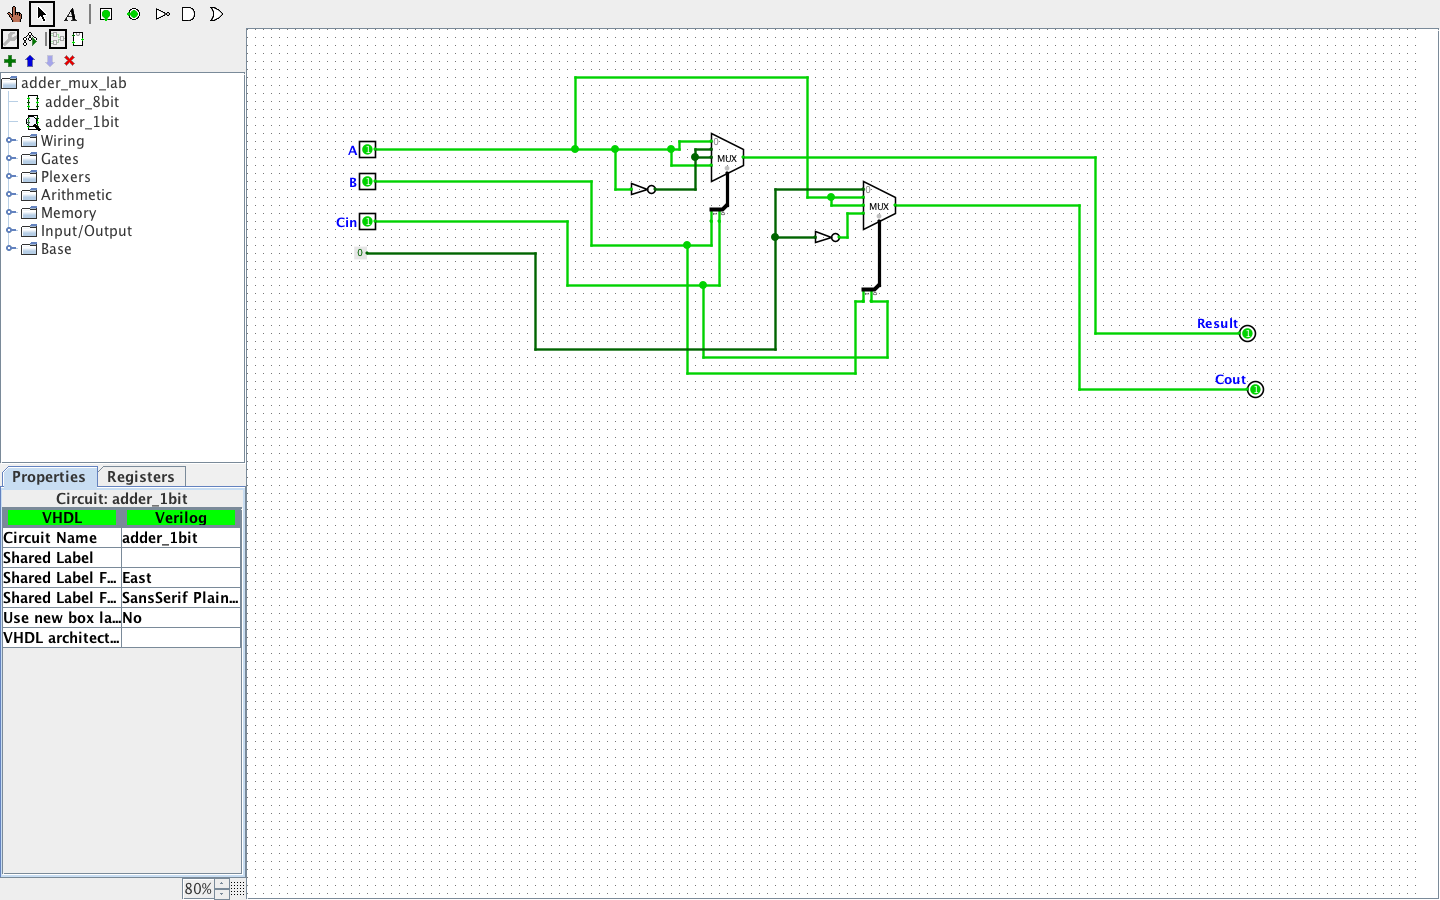 A
adder_mux_lab
adder_8bit
adder_1bit
Wiring
Gates
Plexers
Arithmetic
Memory
Input/Output
Base
Properties
Registers
Circuit: adder_1bit
VHDL Verilog
Circuit Name adder_1bit
Shared Label
Shared Label F... East
Shared Label F... SansSerif Plain...
Use new box la... No
VHDL architect...
80%
A 1
B 1
Cin 1
0
0
MUX
0
MUX
Result 1
Cout 1